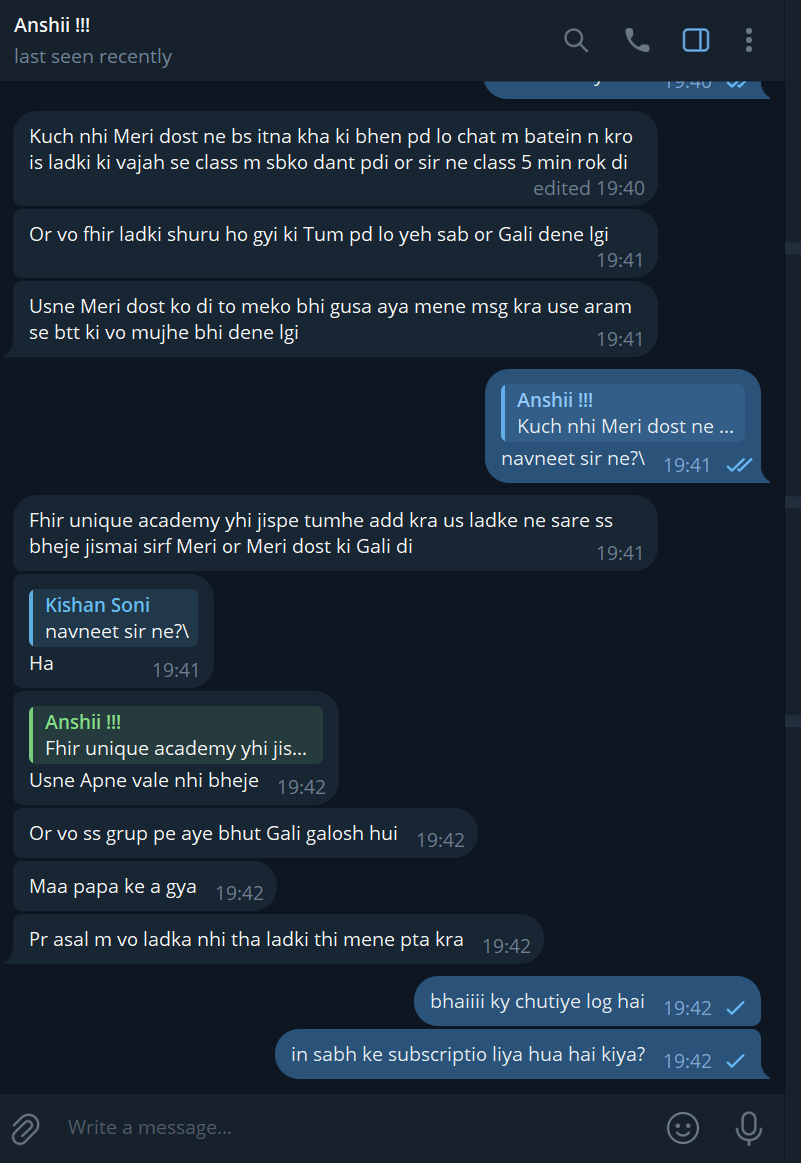 Anshii !!!
last seen recently
19:40
Kuch nhi Meri dost ne bs itna kha ki bhen pd lo chat m batein n kro
is ladki ki vajah se class m sbko dant pdi or sir ne class 5 min rok di
edited 19:40
Or vo fhir ladki shuru ho gyi ki Tum pd lo yeh sab or Gali dene lgi
19:41
Usne Meri dost ko di to meko bhi gusa aya mene msg kra use aram
se btt ki vo mujhe bhi dene lgi
19:41
Anshii !!!
Kuch nhi Meri dost ne ...
navneet sir ne?\
19:41
Fhir unique academy yhi jispe tumhe add kra us ladke ne sare ss
bheje jismai sirf Meri or Meri dost ki Gali di
19:41
Kishan Soni
navneet sir ne?\
Ha
19:41
Anshii !!!
Fhir unique academy yhi jis...
Usne Apne vale nhi bheje
19:42
Or vo ss grup pe aye bhut Gali galosh hui
19:42
Maa papa ke a gya
19:42
Pr asal m vo ladka nhi tha ladki thi mene pta kra
19:42
bhaiiii ky chutiye log hai
19:42
in sabh ke subscriptio liya hua hai kiya?
19:42
Write a message...